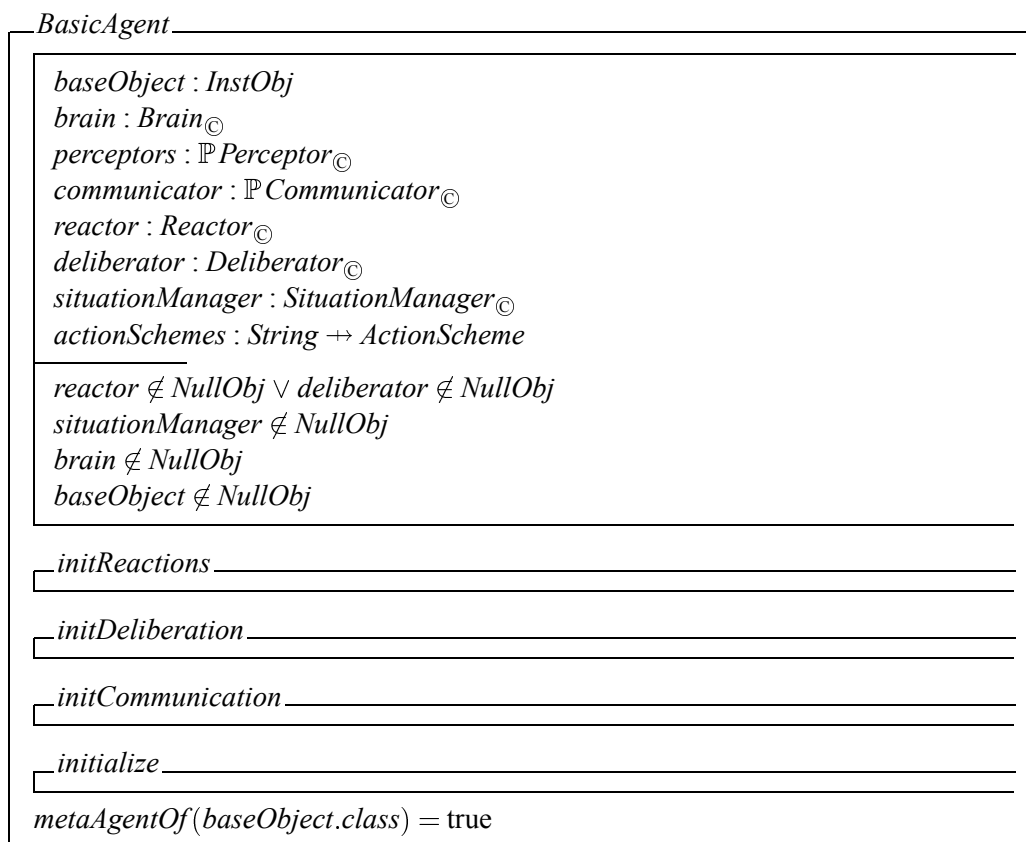 BasicAgent
baseObject : InstObj
brain : Brain©
perceptors : ℙ Perceptor©
communicator : ℙ Communicator©
reactor : Reactor©
deliberator : Deliberator©
situationManager : SituationManager©
actionSchemes : String ⇸ ActionScheme
reactor ∉ NullObj ∨ deliberator ∉ NullObj
situationManager ∉ NullObj
brain ∉ NullObj
baseObject ∉ NullObj
initReactions
initDeliberation
initCommunication
initialize
metaAgentOf(baseObject.class) = true